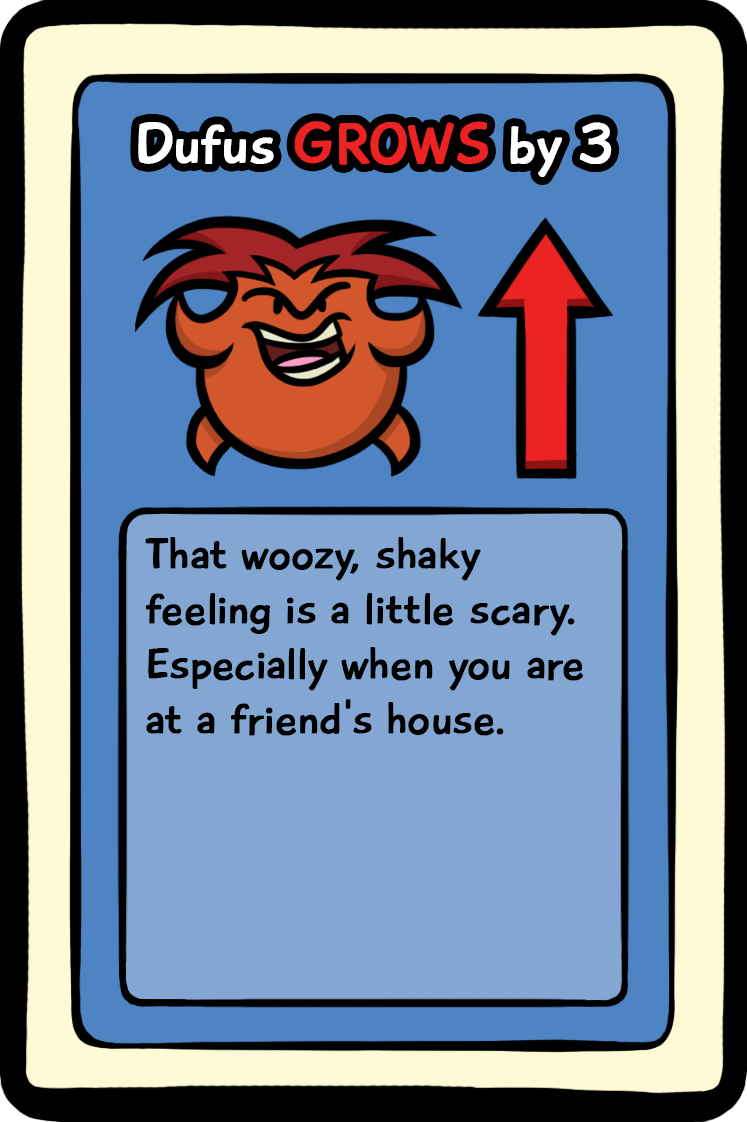 Dufus GROWS by 3
That woozy, shaky
feeling is a little scary.
Especially when you are
at a friend's house.